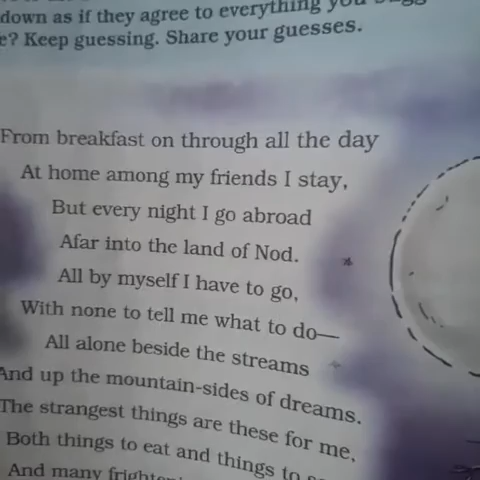 down as if they agree to everything you
e? Keep guessing. Share your guesses.
From breakfast on through all the day
At home among my friends I stay,
But every night I go abroad
Afar into the land of Nod.
All by myself I have to go,
With none to tell me what to do—
All alone beside the streams
And up the mountain-sides of dreams.
The strangest things are these for me,
Both things to eat and things to
And many